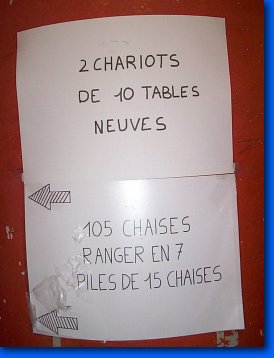 2 CHARIOTS
DE 10 TABLES
NEUVES
105 CHAISES
RANGER EN 7
PILES DE 15 CHAISES